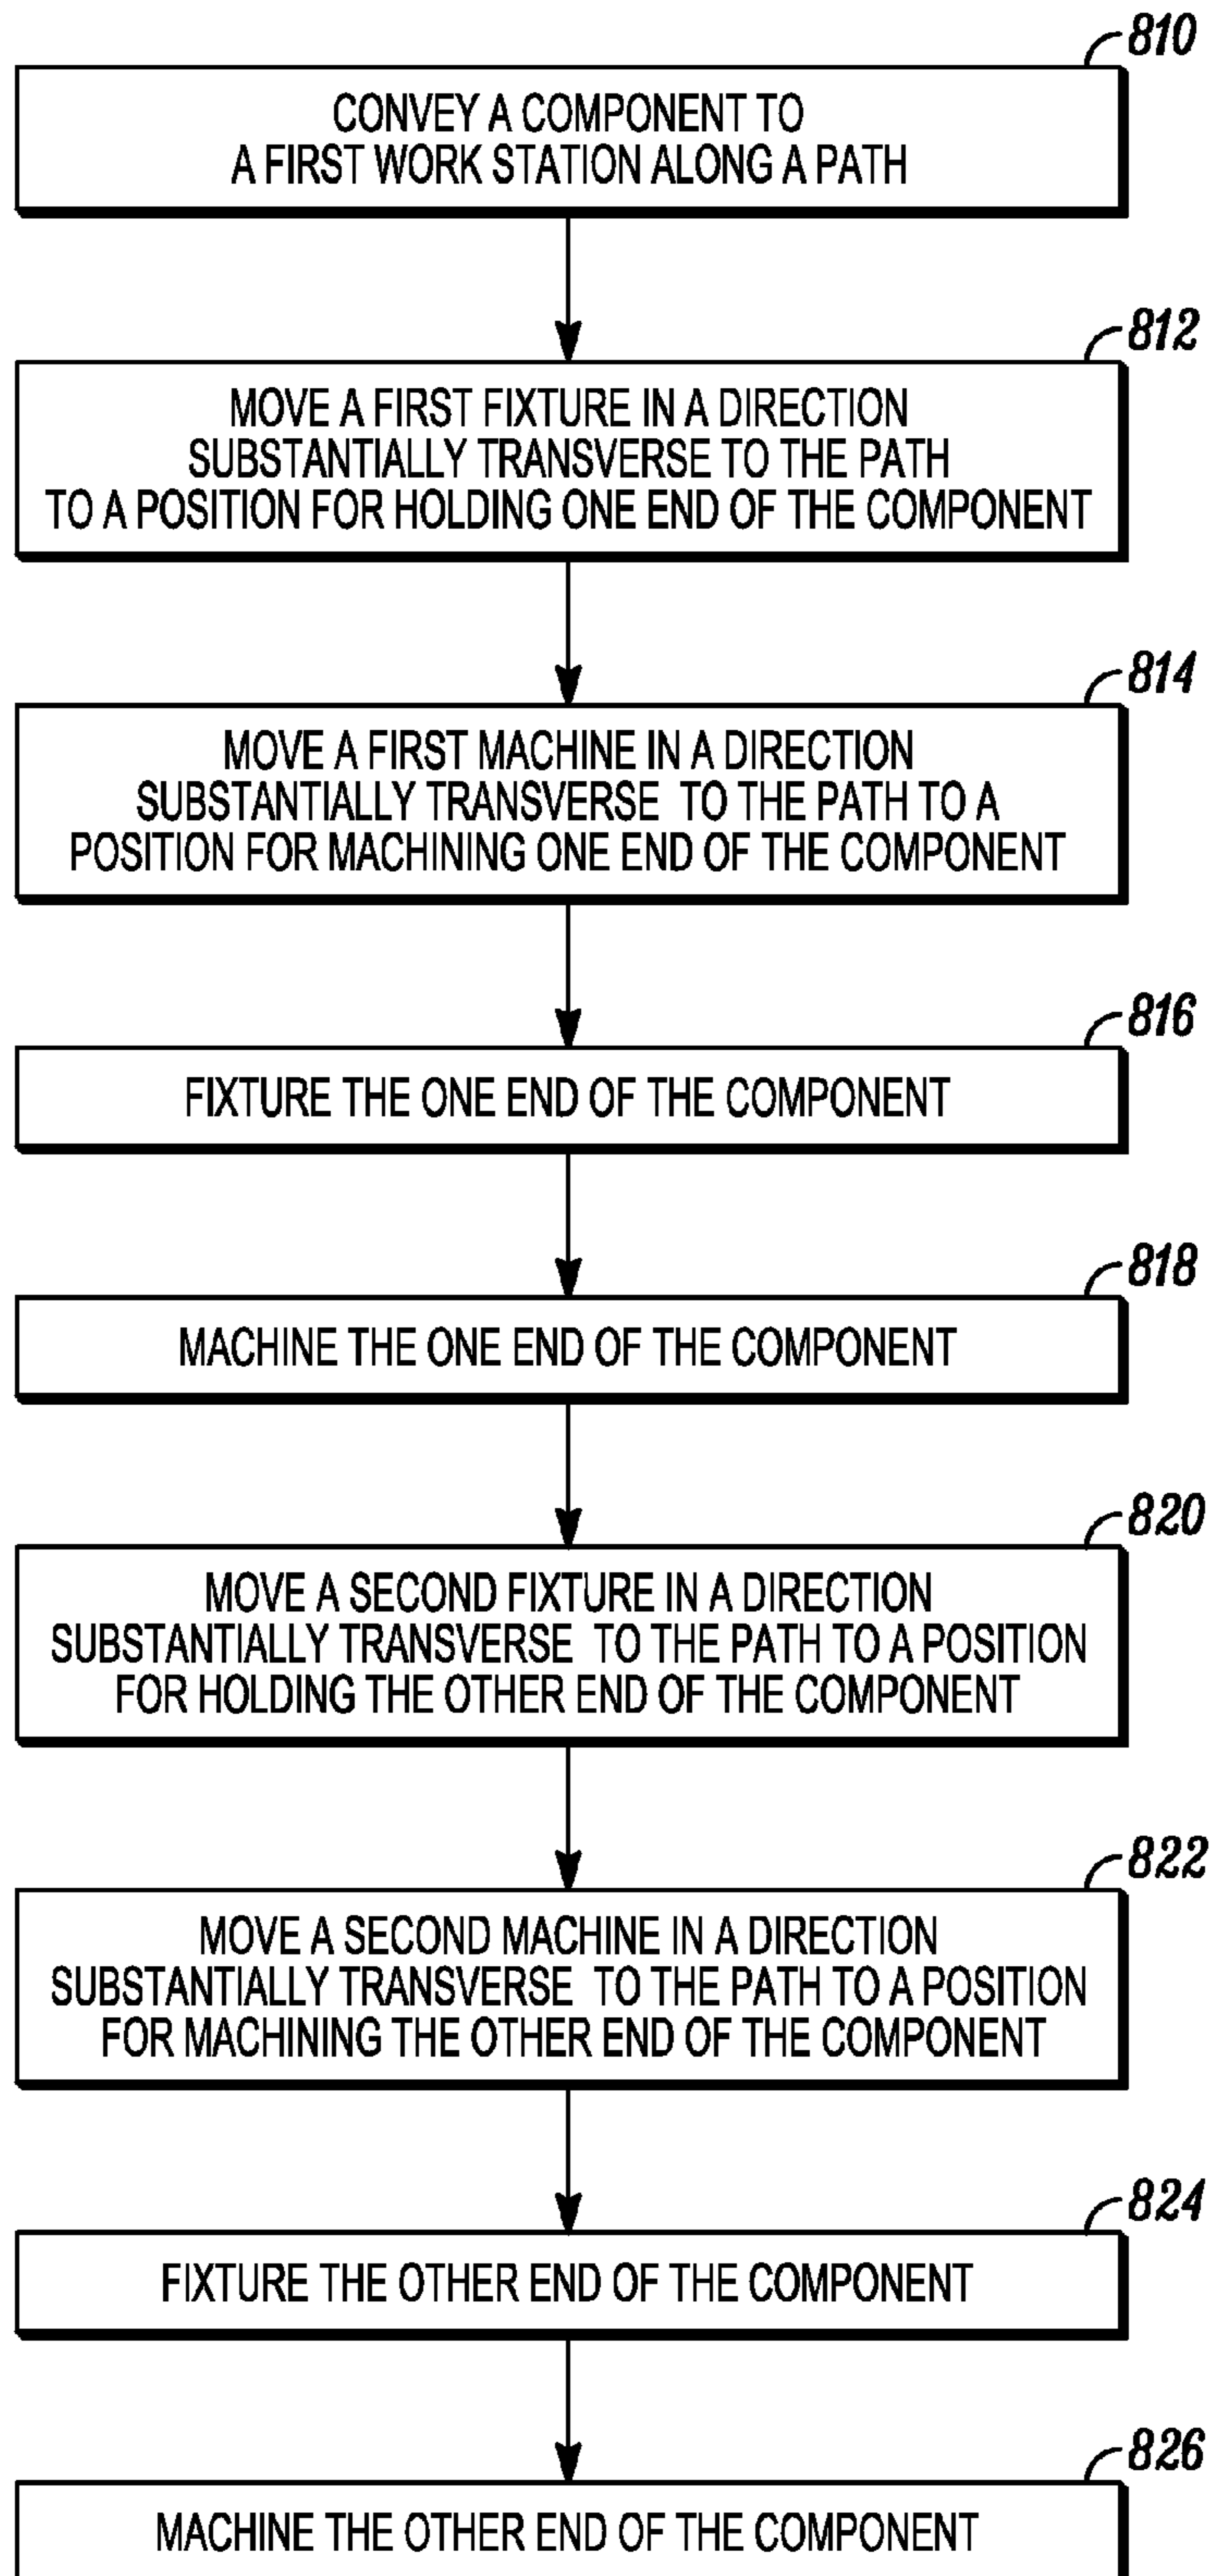 810
CONVEY A COMPONENT TO
A FIRST WORK STATION ALONG A PATH
812
MOVE A FIRST FIXTURE IN A DIRECTION
SUBSTANTIALLY TRANSVERSE TO THE PATH
TO A POSITION FOR HOLDING ONE END OF THE COMPONENT
814
MOVE A FIRST MACHINE IN A DIRECTION
SUBSTANTIALLY TRANSVERSE TO THE PATH TO A
POSITION FOR MACHINING ONE END OF THE COMPONENT
816
FIXTURE THE ONE END OF THE COMPONENT
818
MACHINE THE ONE END OF THE COMPONENT
820
MOVE A SECOND FIXTURE IN A DIRECTION
SUBSTANTIALLY TRANSVERSE TO THE PATH TO A POSITION
FOR HOLDING THE OTHER END OF THE COMPONENT
822
MOVE A SECOND MACHINE IN A DIRECTION
SUBSTANTIALLY TRANSVERSE TO THE PATH TO A POSITION
FOR MACHINING THE OTHER END OF THE COMPONENT
824
FIXTURE THE OTHER END OF THE COMPONENT
826
MACHINE THE OTHER END OF THE COMPONENT